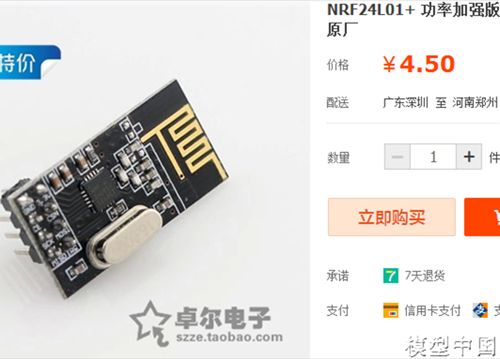 特价
NRF24L01+ 功率加强版
原厂
价格
¥ 4.50
配送
广东深圳 至 河南郑州
数量
− 1 + 件
立即购买
承诺
7 7天退货
支付
信用卡支付
支
卓尔电子
szze.taobao.com
模型中国